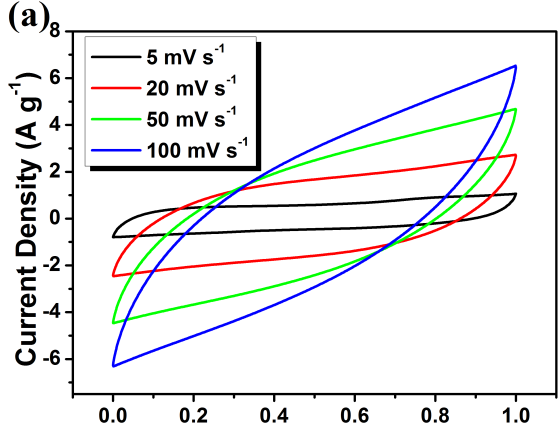 (a)
8
6
4
2
0
-2
-4
-6
Current Density (A g⁻¹)
5 mV s⁻¹
20 mV s⁻¹
50 mV s⁻¹
100 mV s⁻¹
0.0 0.2 0.4 0.6 0.8 1.0